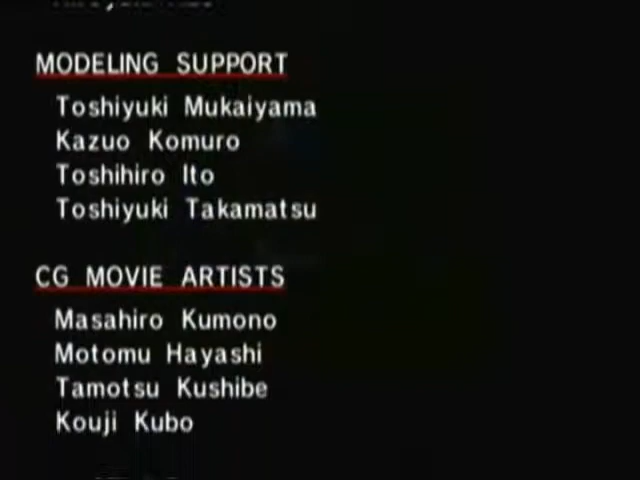 MODELING SUPPORT
Toshiyuki Mukaiyama
Kazuo Komuro
Toshihiro Ito
Toshiyuki Takamatsu
CG MOVIE ARTISTS
Masahiro Kumono
Motomu Hayashi
Tamotsu Kushibe
Kouji Kubo